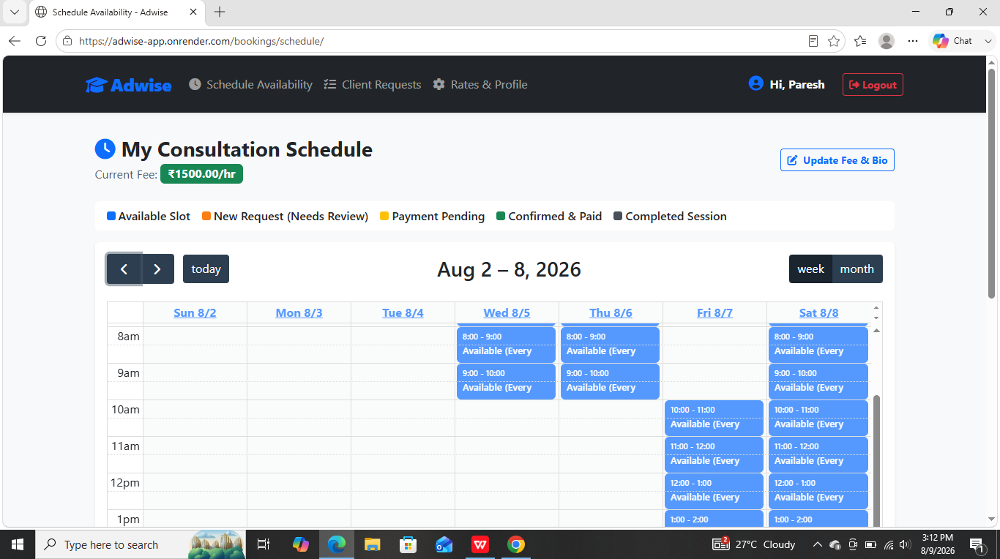 Schedule Availability - Adwise
https://adwise-app.onrender.com/bookings/schedule/
Chat
Adwise
Schedule Availability
Client Requests
Rates & Profile
Hi, Paresh
Logout
My Consultation Schedule
Current Fee: ₹1500.00/hr
Update Fee & Bio
Available Slot
New Request (Needs Review)
Payment Pending
Confirmed & Paid
Completed Session
today
Aug 2 – 8, 2026
week
month
Sun 8/2
Mon 8/3
Tue 8/4
Wed 8/5
Thu 8/6
Fri 8/7
Sat 8/8
8am
8:00 - 9:00
Available (Every
8:00 - 9:00
Available (Every
8:00 - 9:00
Available (Every
9am
9:00 - 10:00
Available (Every
9:00 - 10:00
Available (Every
9:00 - 10:00
Available (Every
10am
10:00 - 11:00
Available (Every
10:00 - 11:00
Available (Every
11am
11:00 - 12:00
Available (Every
11:00 - 12:00
Available (Every
12pm
12:00 - 1:00
Available (Every
12:00 - 1:00
Available (Every
1pm
1:00 - 2:00
1:00 - 2:00
Type here to search
W
2
27°C Cloudy
3:12 PM
8/9/2026
1